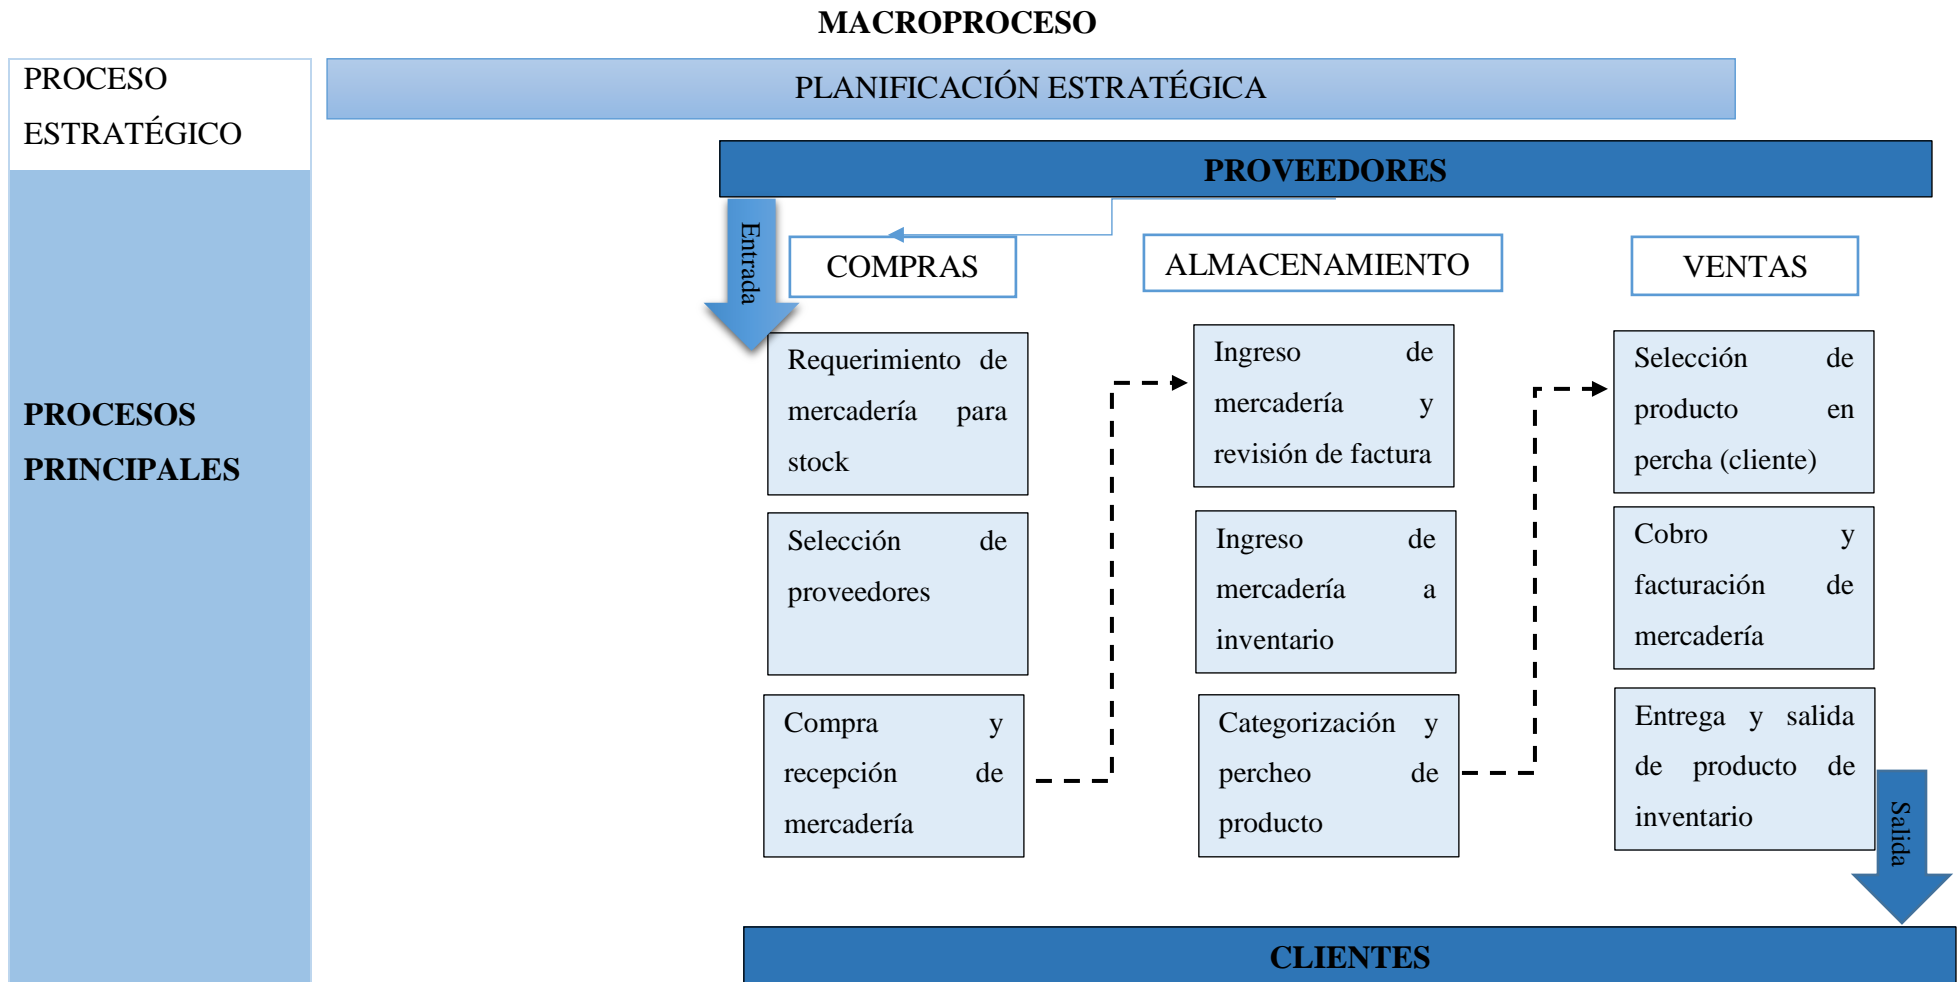 MACROPROCESO
PROCESO
ESTRATÉGICO
PLANIFICACIÓN ESTRATÉGICA
PROVEEDORES
PROCESOS
PRINCIPALES
Entrada
COMPRAS
Requerimiento de
mercadería para
stock
Selección de
proveedores
Compra y
recepción de
mercadería
ALMACENAMIENTO
Ingreso de
mercadería y
revisión de factura
Ingreso de
mercadería a
inventario
Categorización y
percheo de
producto
VENTAS
Selección de
producto en
percha (cliente)
Cobro y
facturación de
mercadería
Entrega y salida
de producto de
inventario
Salida
CLIENTES